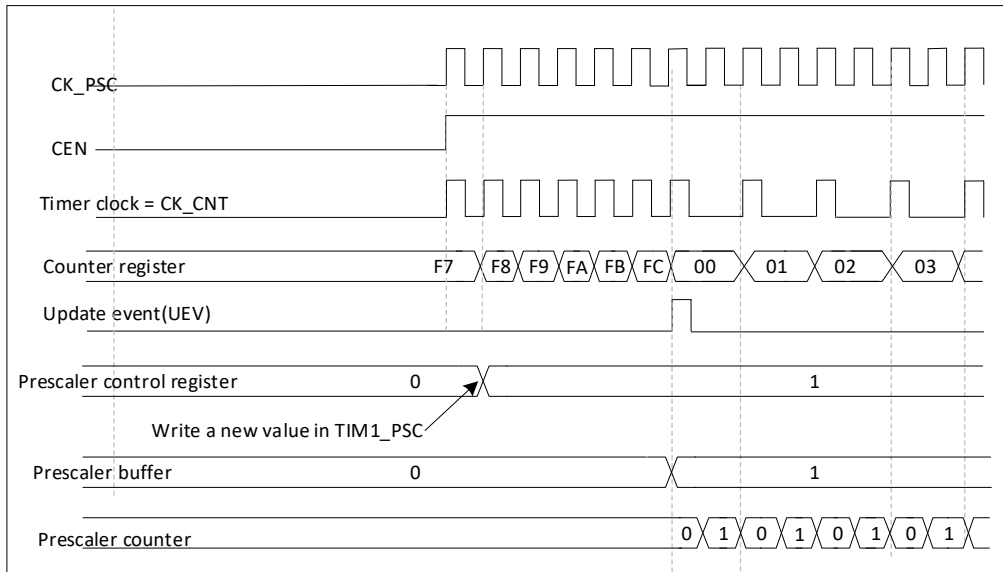 CK_PSC
CEN
Timer clock = CK_CNT
Counter register F7 F8 F9 FA FB FC 00 01 02 03
Update event(UEV)
Prescaler control register 0 1
Write a new value in TIM1_PSC
Prescaler buffer 0 1
Prescaler counter 0 1 0 1 0 1 0 1